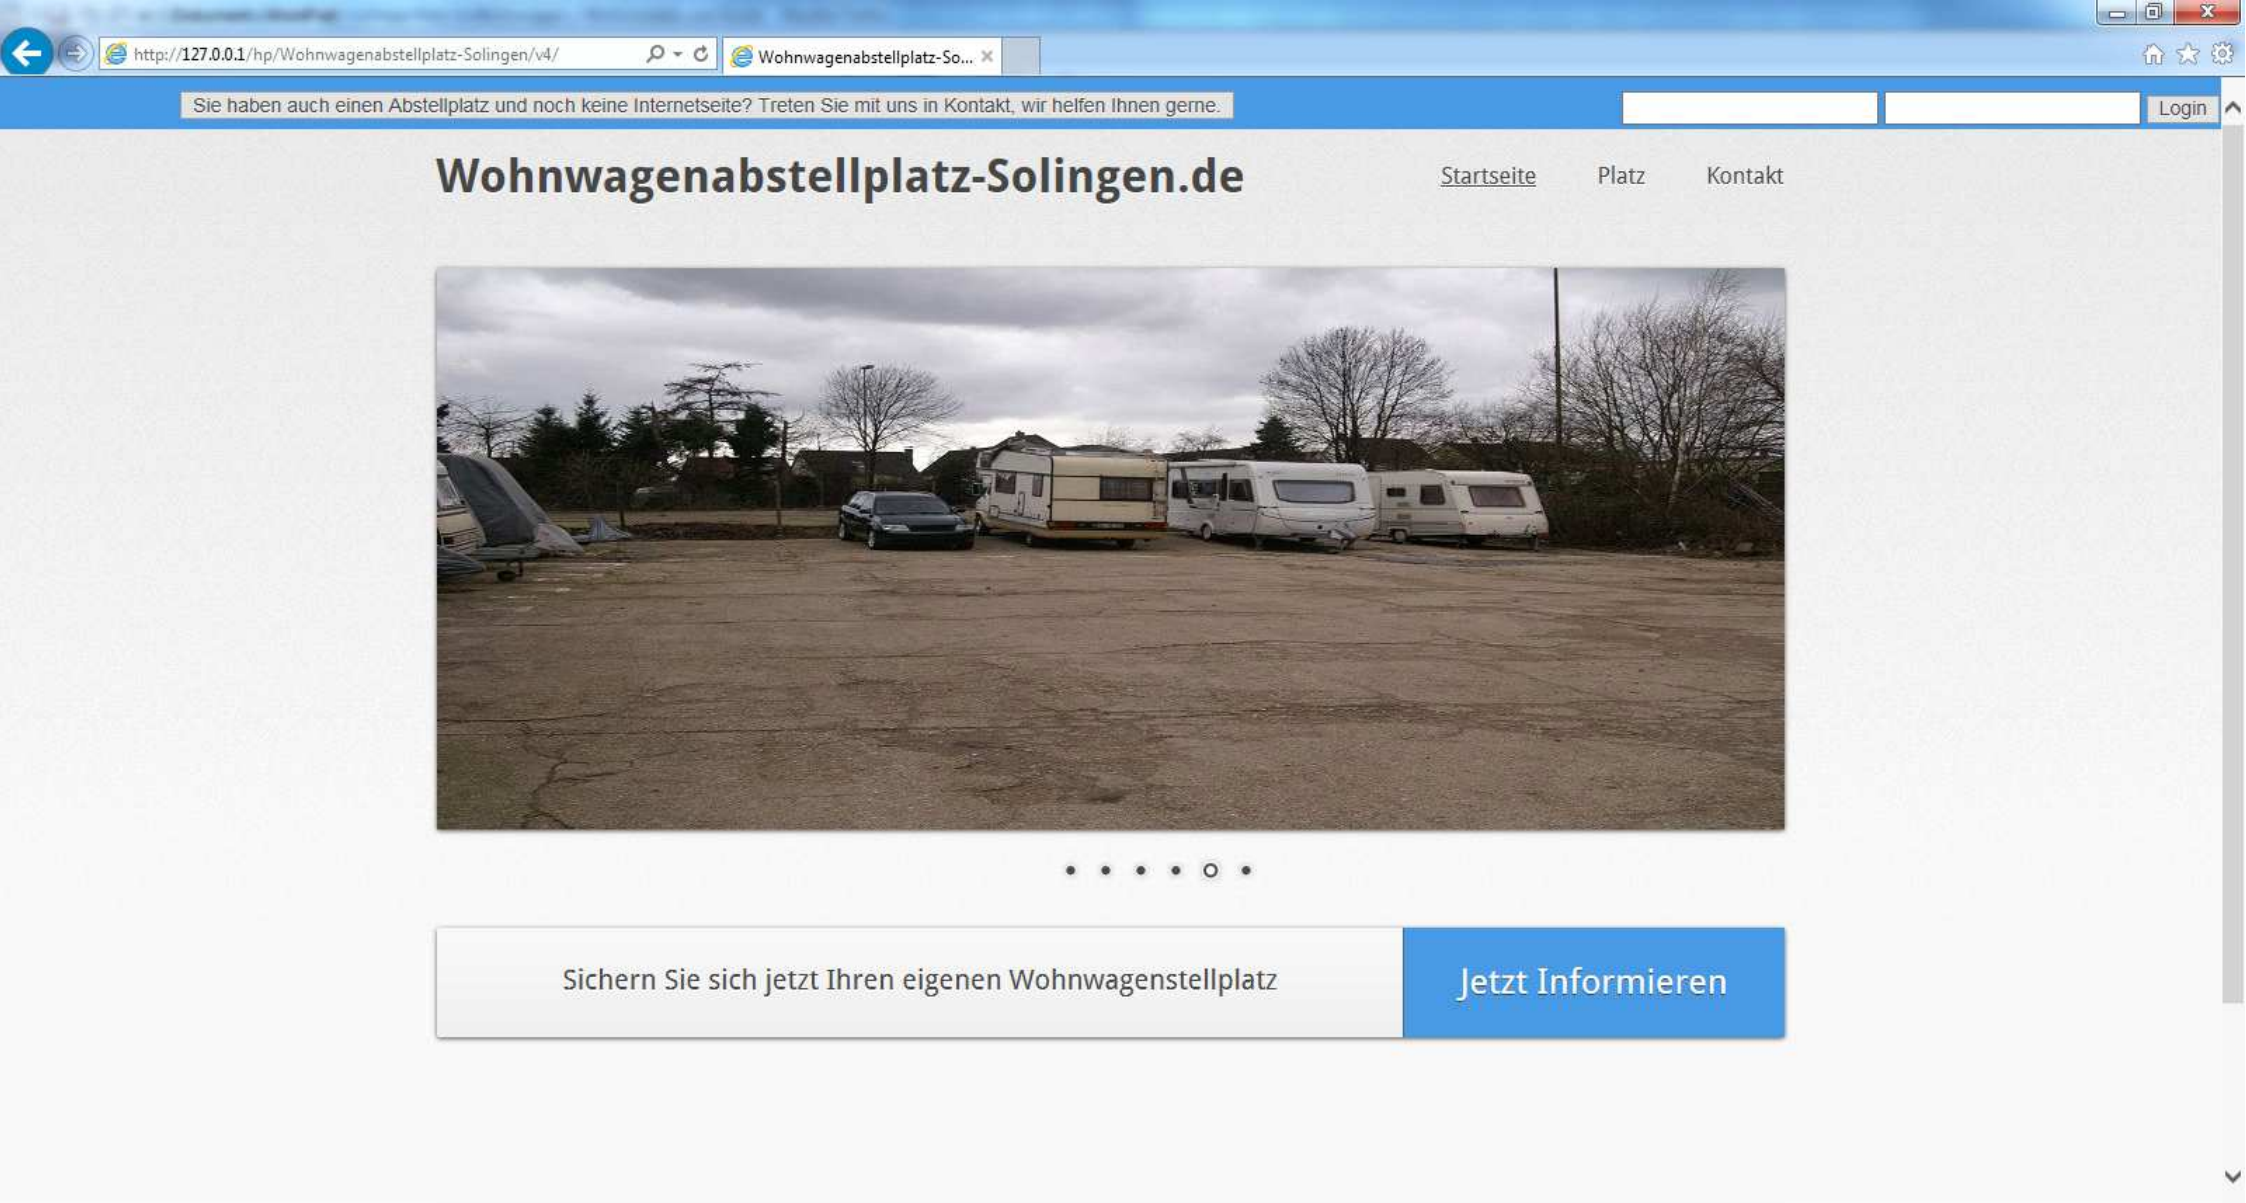 http://127.0.0.1/hp/Wohnwagenabstellplatz-Solingen/v4/
Wohnwagenabstellplatz-So...
Sie haben auch einen Abstellplatz und noch keine Internetseite? Treten Sie mit uns in Kontakt, wir helfen Ihnen gerne.
Login
Wohnwagenabstellplatz-Solingen.de
Startseite Platz Kontakt
Sichern Sie sich jetzt Ihren eigenen Wohnwagenstellplatz
Jetzt Informieren